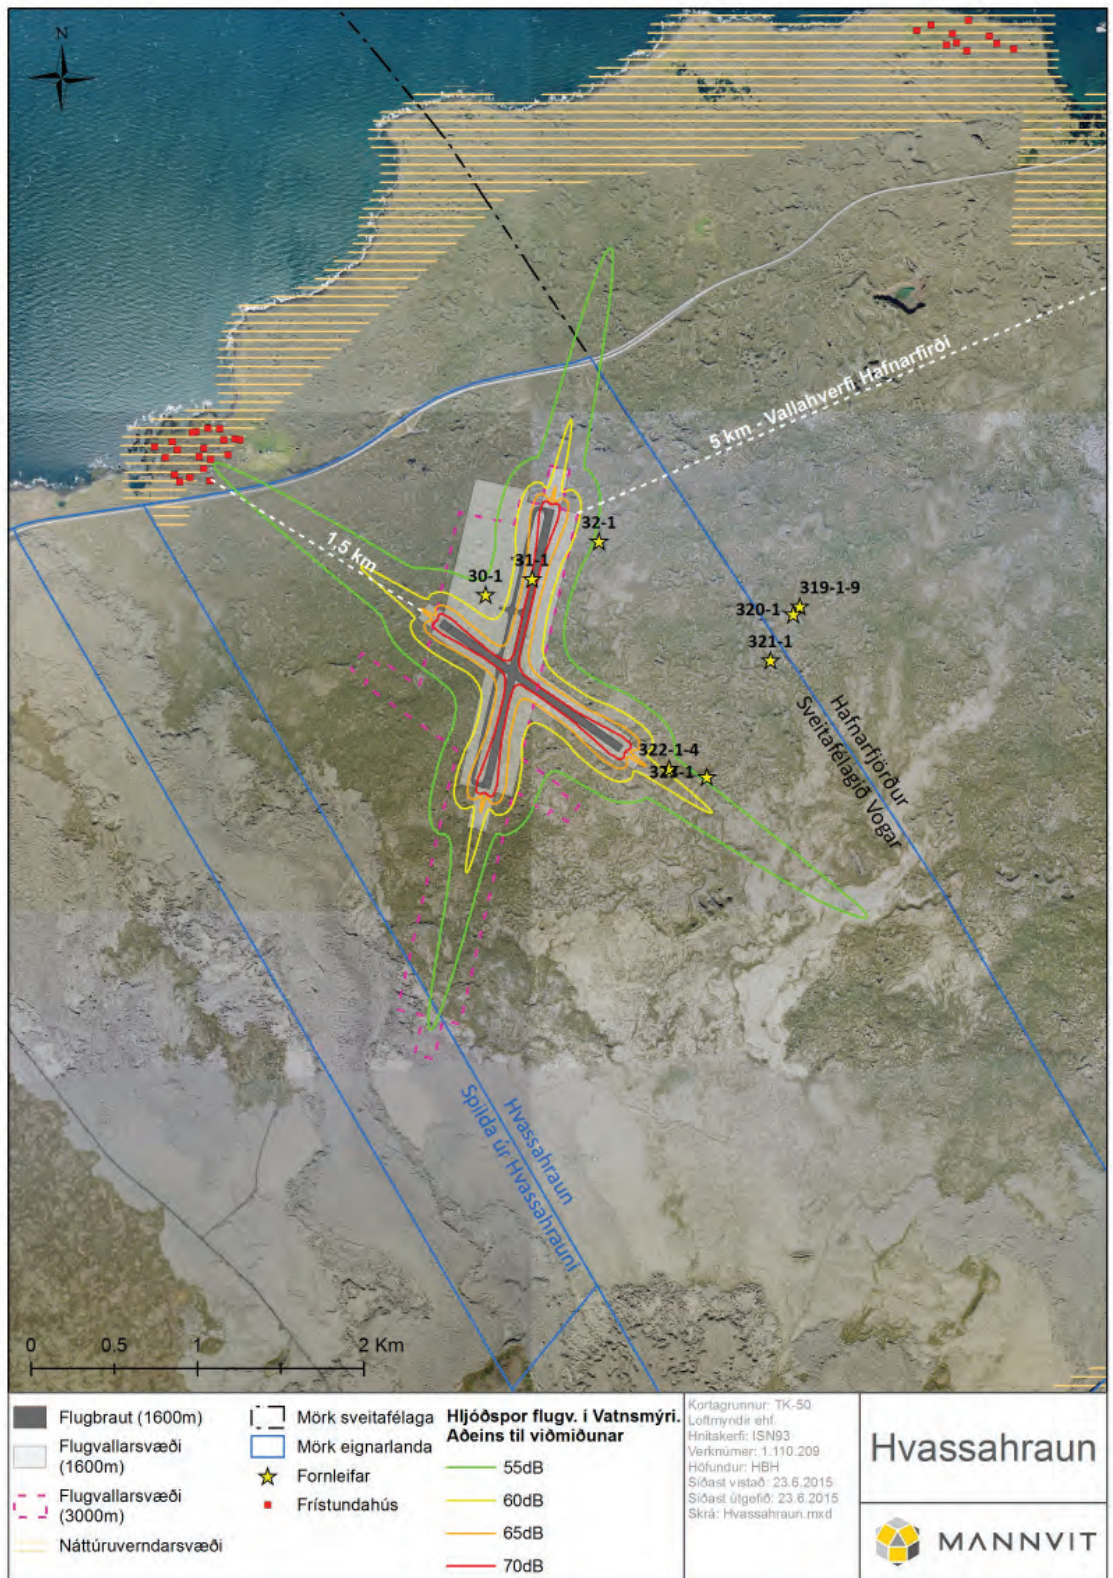 N
5 km - Vallahverfi Hafnarfirði
1,5 km
32-1
31-1
30-1
319-1-9
320-1
321-1
322-1-4
323-1
Hafnarfjörður
Sveitafélagið Vogar
Hvassahraun
Spilda úr Hvassahrauni
0 0.5 1 2 Km
Flugbraut (1600m)
Flugvallarsvæði
(1600m)
Flugvallarsvæði
(3000m)
Náttúruverndarsvæði
Mörk sveitafélaga
Mörk eignarlanda
Fornleifar
Frístundahús
Hljóðspor flugv. í Vatnsmýri.
Aðeins til viðmiðunar
55dB
60dB
65dB
70dB
Kortagrunnur: TK-50
Loftmyndir ehf.
Hnitakerfi: ISN93
Verknúmer: 1.110.209
Höfundur: HBH
Síðast vistað: 23.6.2015
Síðast útgefið: 23.6.2015
Skrá: Hvassahraun.mxd
Hvassahraun
MANNVIT